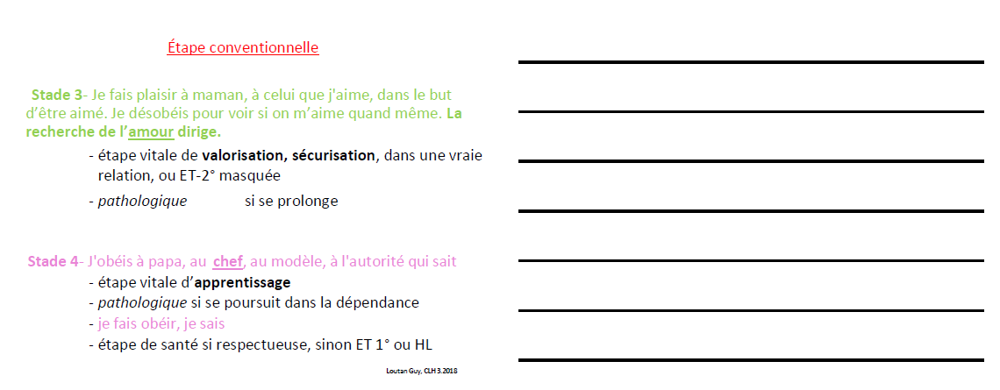 Étape conventionnelle
Stade 3- Je fais plaisir à maman, à celui que j'aime, dans le but
d’être aimé. Je désobéis pour voir si on m’aime quand même. La
recherche de l’amour dirige.
- étape vitale de valorisation, sécurisation, dans une vraie
relation, ou ET-2° masquée
- pathologique si se prolonge
Stade 4- J'obéis à papa, au chef, au modèle, à l'autorité qui sait
- étape vitale d’apprentissage
- pathologique si se poursuit dans la dépendance
- je fais obéir, je sais
- étape de santé si respectueuse, sinon ET 1° ou HL
Loutan Guy, CLH 3.2018